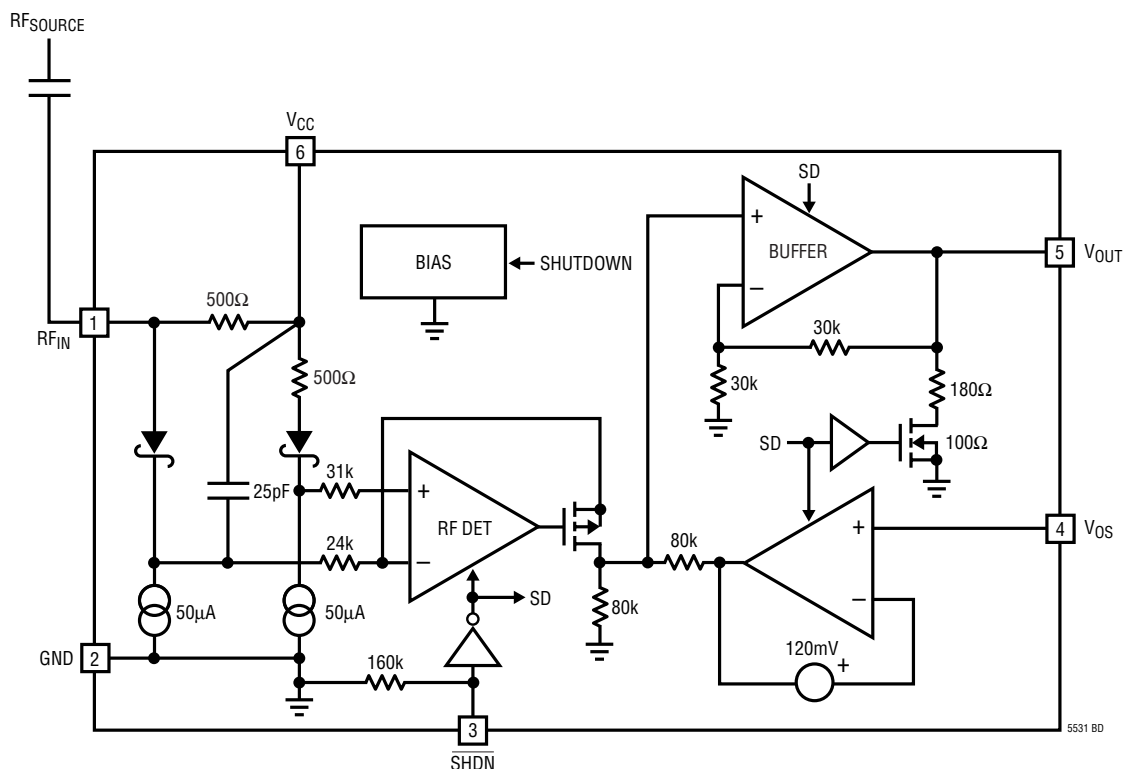 RFSOURCE
VCC
6
SD
+
BUFFER
–
5 VOUT
BIAS
SHUTDOWN
500Ω
1
RFIN
30k
30k
500Ω
180Ω
SD
100Ω
31k
25pF
+
RF DET
–
24k
+
4 VOS
–
80k
50µA
50µA
SD
80k
120mV
+
GND 2
160k
3
SHDN
5531 BD